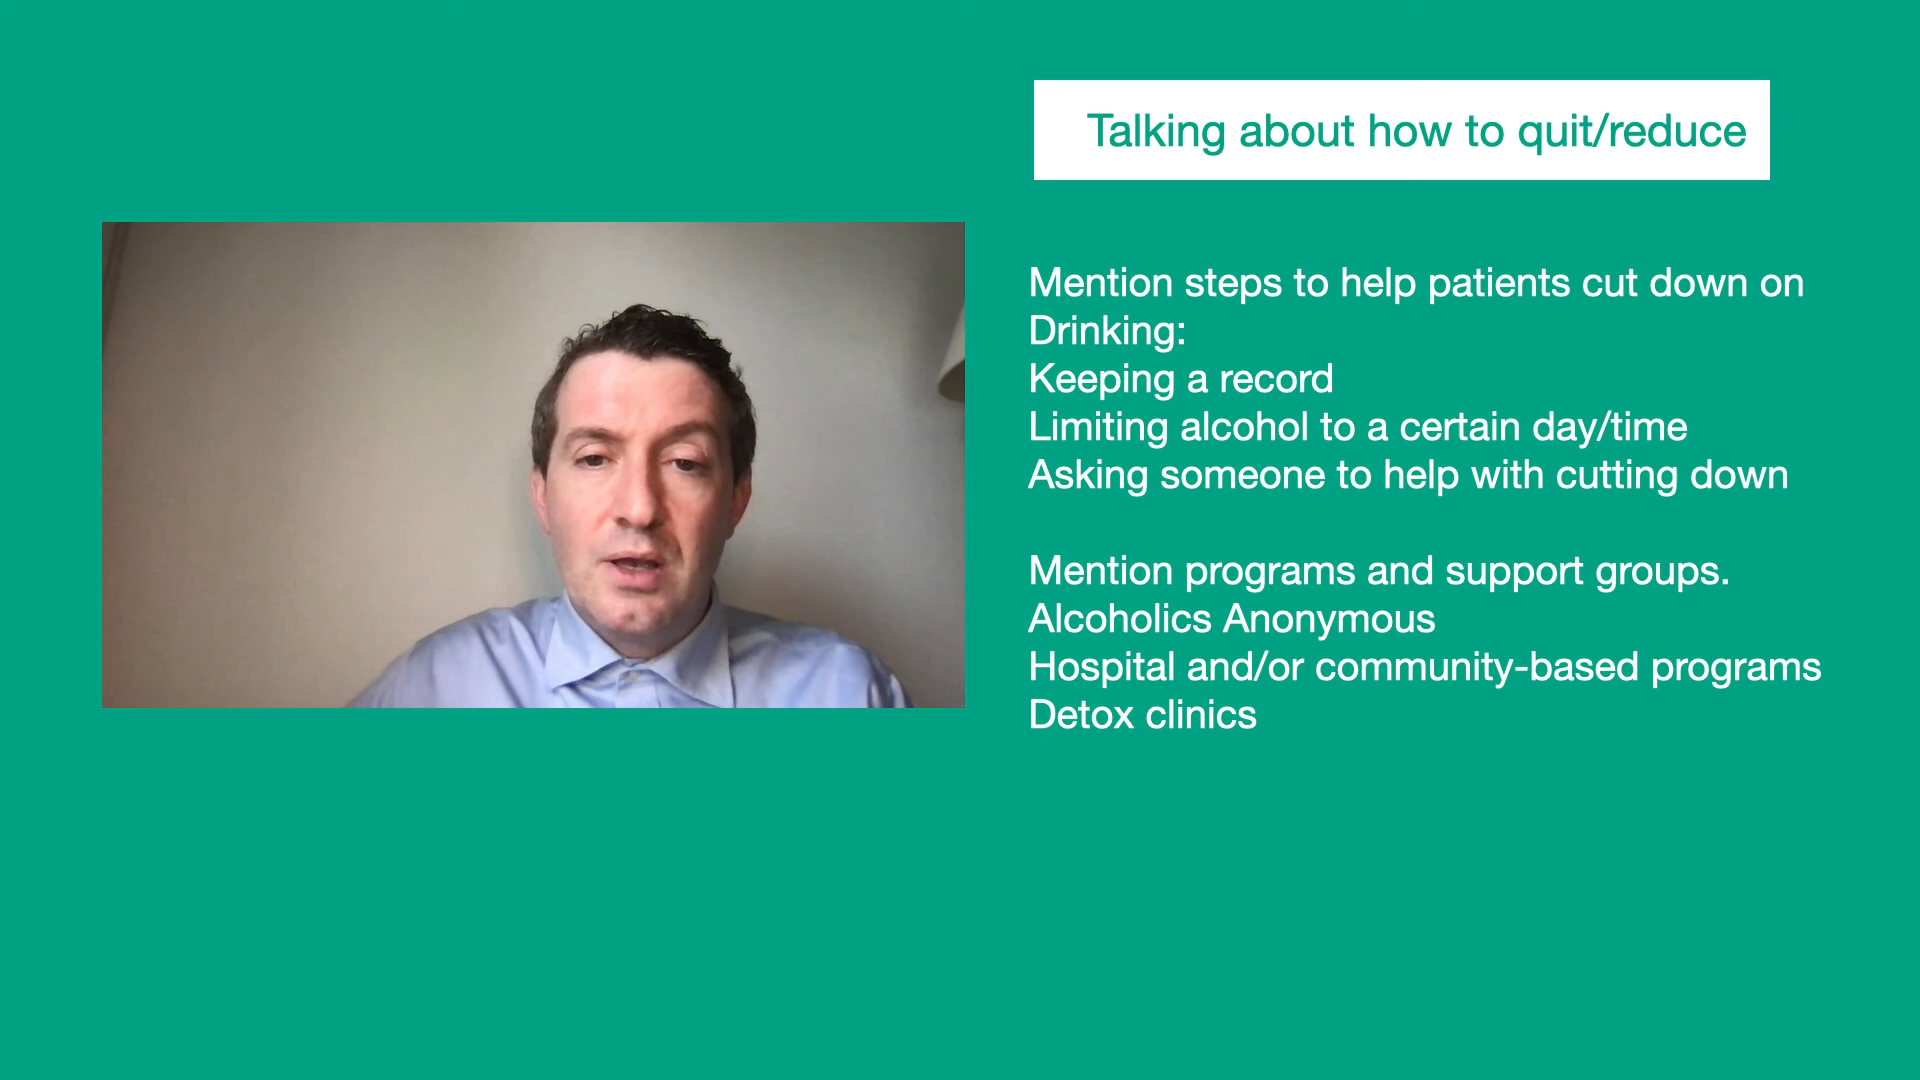 Talking about how to quit/reduce
Mention steps to help patients cut down on
Drinking:
Keeping a record
Limiting alcohol to a certain day/time
Asking someone to help with cutting down
Mention programs and support groups.
Alcoholics Anonymous
Hospital and/or community-based programs
Detox clinics